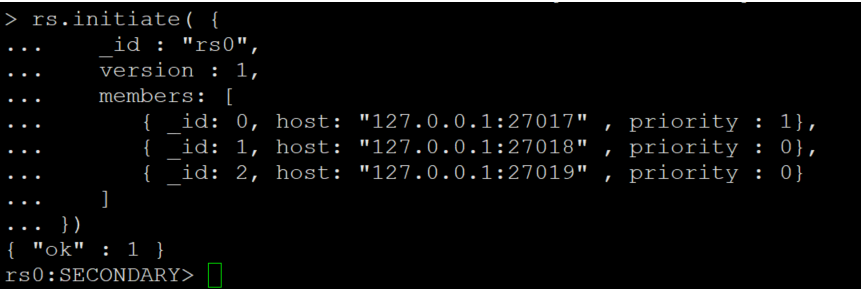 > rs.initiate( {
...     _id : "rs0",
...     version : 1,
...     members: [
...        { _id: 0, host: "127.0.0.1:27017" , priority : 1},
...        { _id: 1, host: "127.0.0.1:27018" , priority : 0},
...        { _id: 2, host: "127.0.0.1:27019" , priority : 0}
...     ]
... })
{ "ok" : 1 }
rs0:SECONDARY>